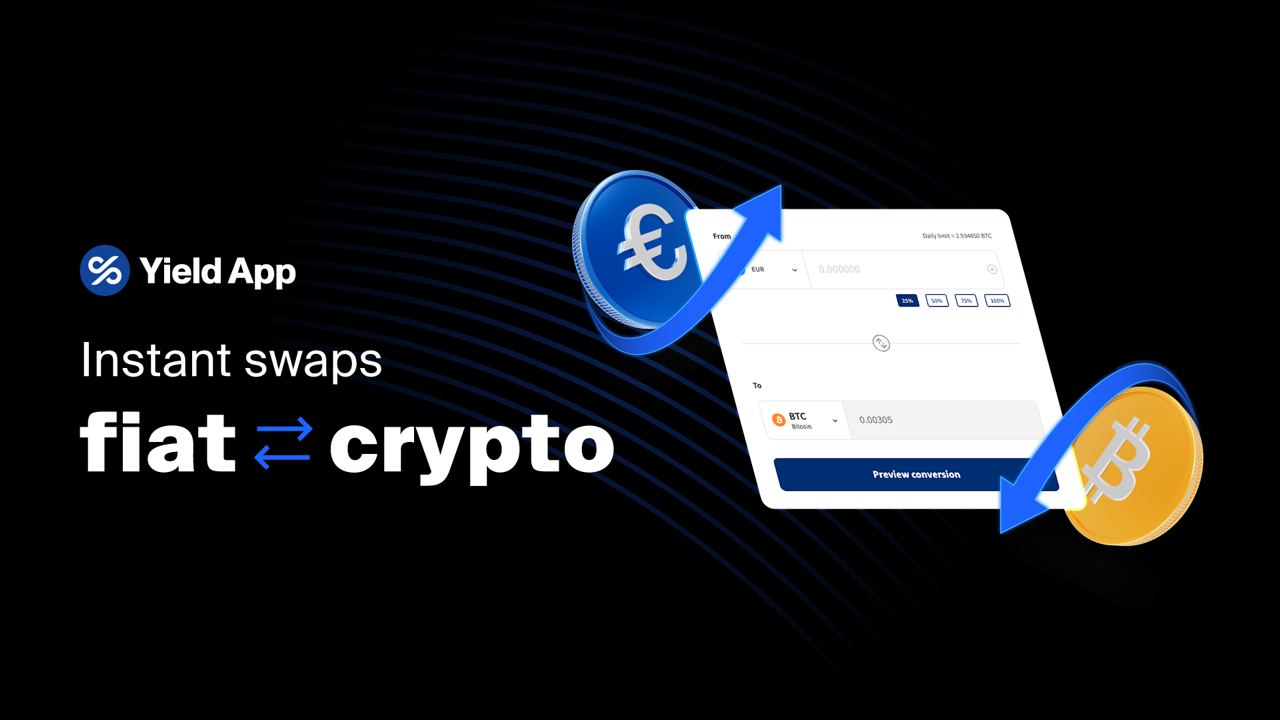 Yield App
Instant swaps
fiat ⇄ crypto
From
Daily limit = 2.934850 BTC
EUR
0.000000
25% 50% 75% 100%
To
BTC
Bitcoin
0.00305
Preview conversion